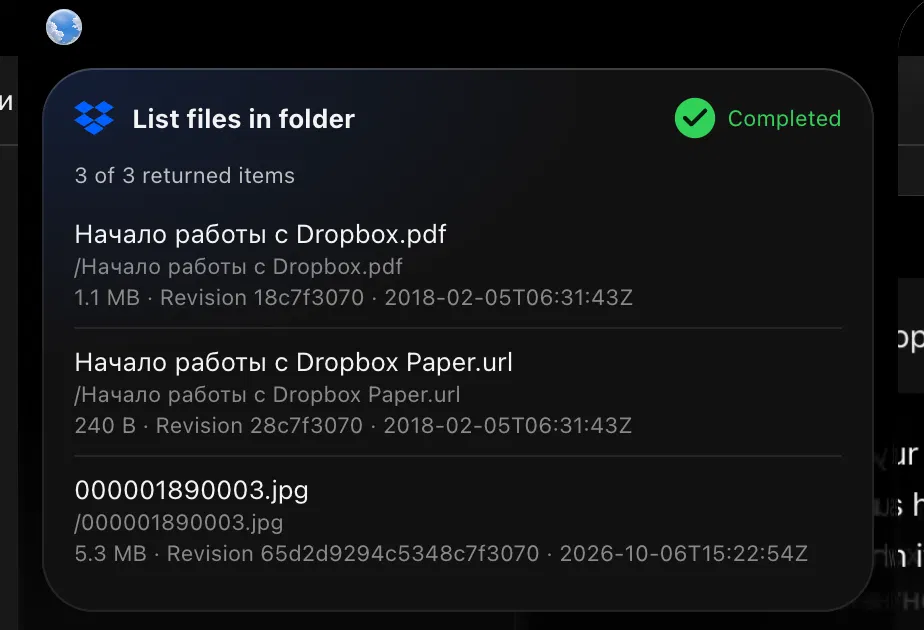 List files in folder
Completed
3 of 3 returned items
Начало работы с Dropbox.pdf
/Начало работы с Dropbox.pdf
1.1 MB · Revision 18c7f3070 · 2018-02-05T06:31:43Z
Начало работы с Dropbox Paper.url
/Начало работы с Dropbox Paper.url
240 B · Revision 28c7f3070 · 2018-02-05T06:31:43Z
000001890003.jpg
/000001890003.jpg
5.3 MB · Revision 65d2d9294c5348c7f3070 · 2026-10-06T15:22:54Z